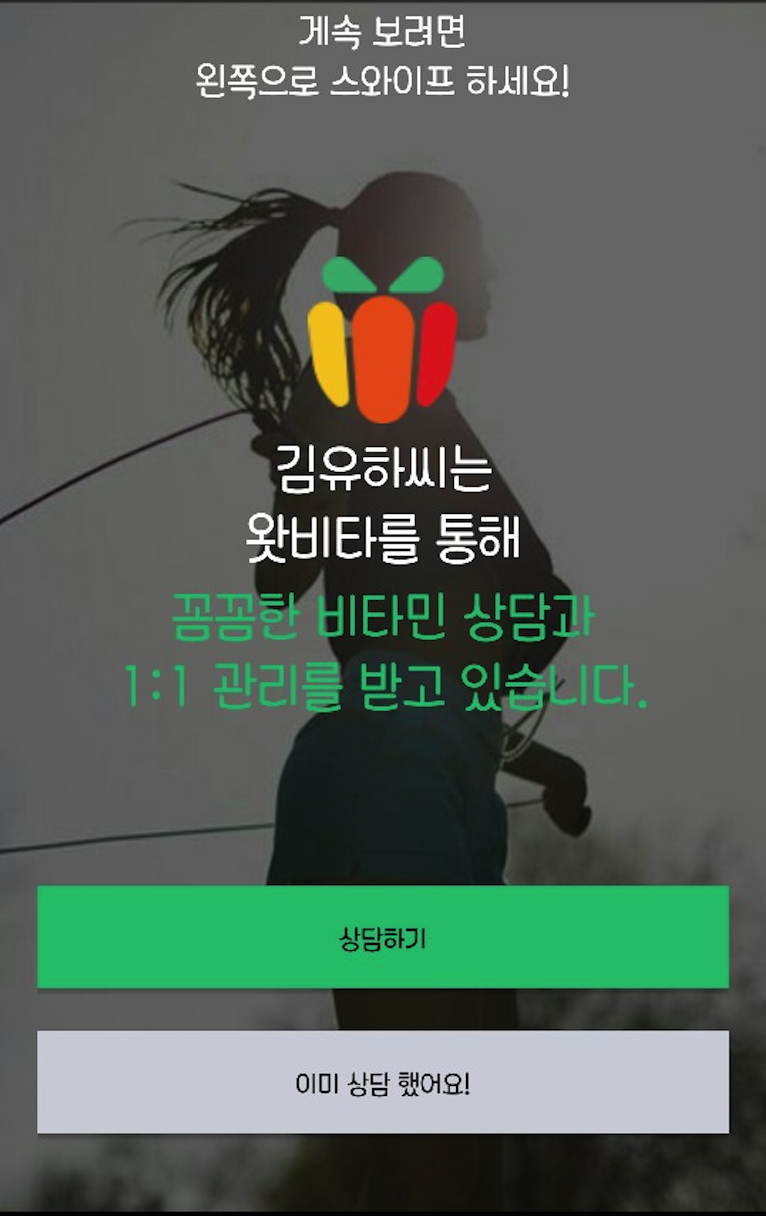 게속 보려면
왼쪽으로 스와이프 하세요!
김유하씨는
왓비타를 통해
꼼꼼한 비타민 상담과
1:1 관리를 받고 있습니다.
상담하기
이미 상담 했어요!